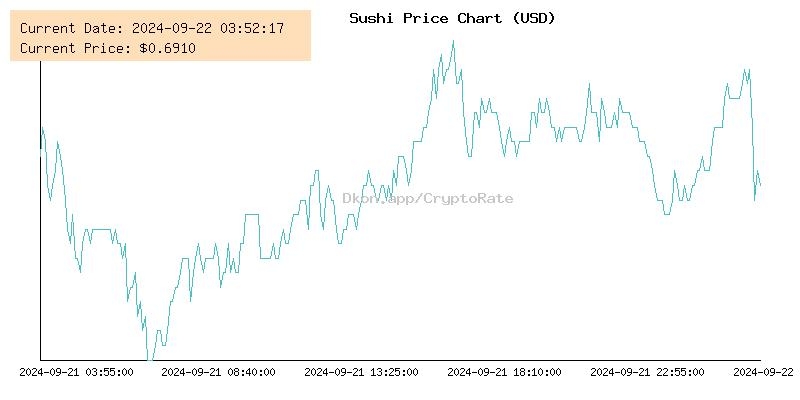 Sushi Price Chart (USD)
Current Date: 2024-09-22 03:52:17
Current Price: $0.6910
Dkon.app/CryptoRate
2024-09-21 03:55:00 2024-09-21 08:40:00 2024-09-21 13:25:00 2024-09-21 18:10:00 2024-09-21 22:55:00 2024-09-22